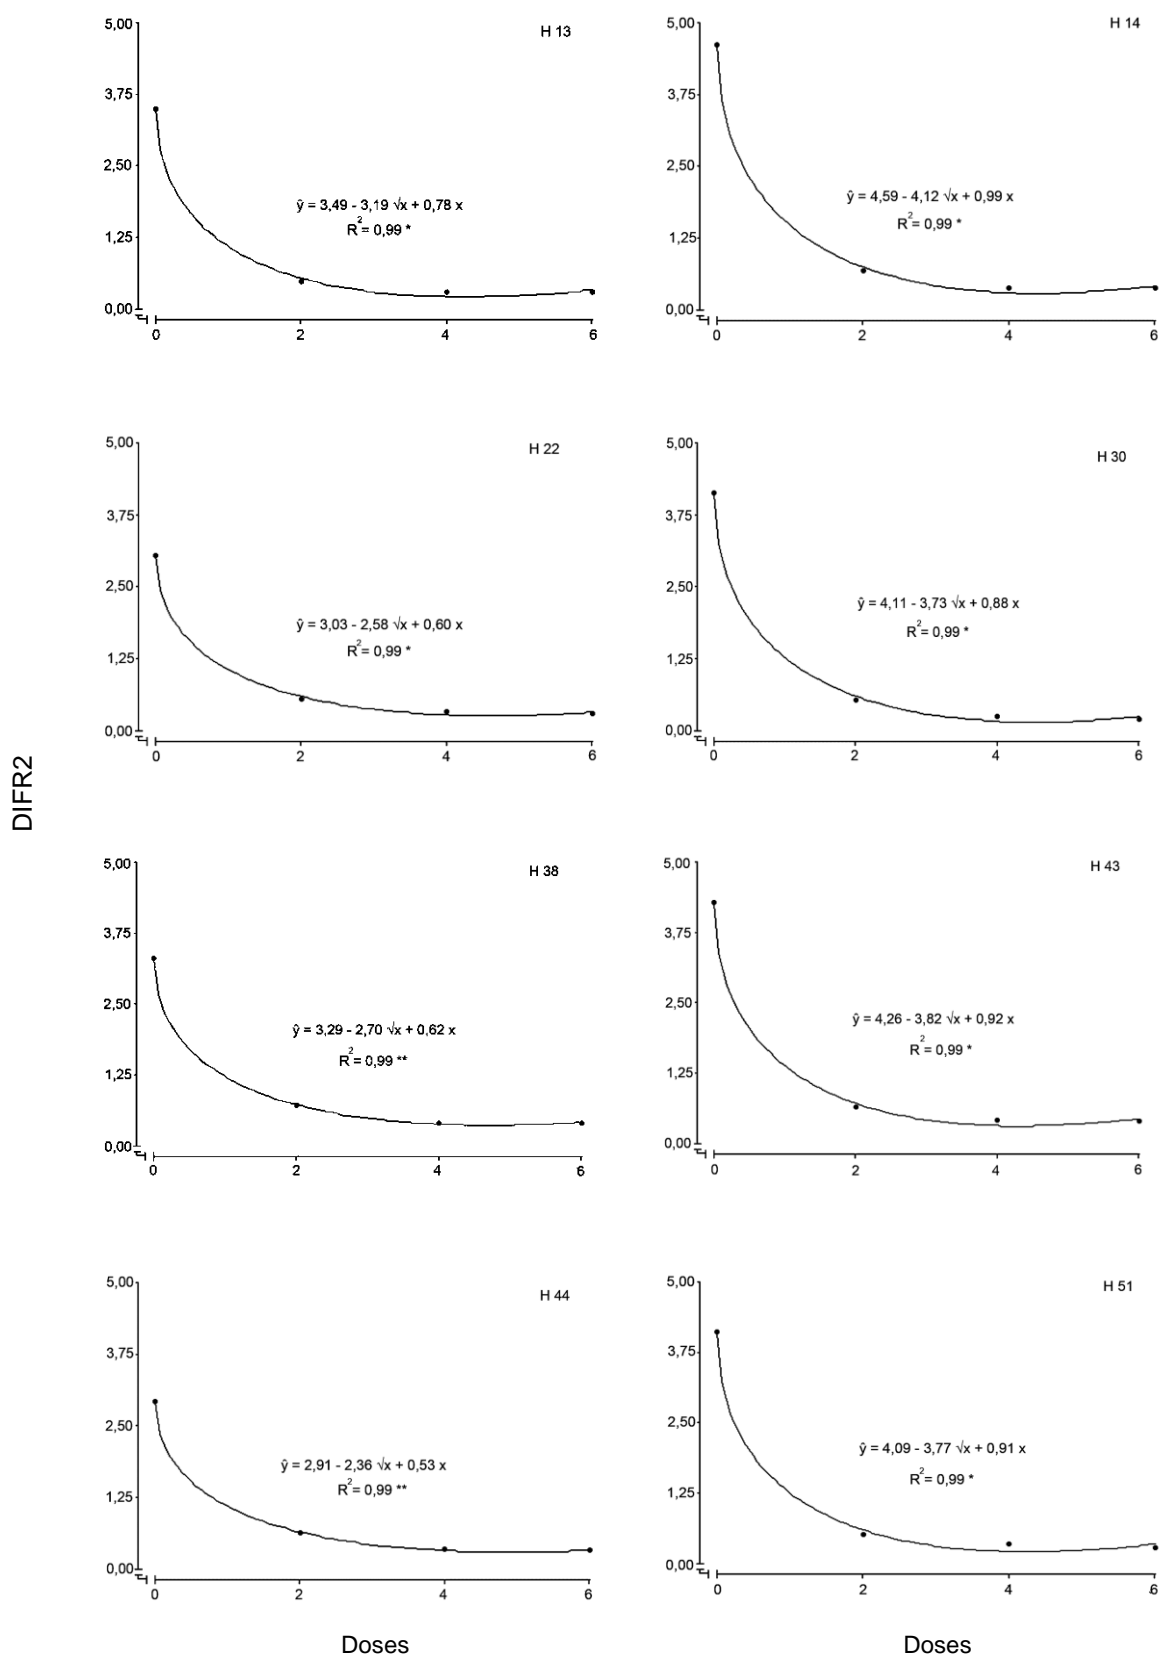 H 13
5,00
3,75
2,50
1,25
0,00
ŷ = 3,49 - 3,19 √x + 0,78 x
R² = 0,99 *
0 2 4 6
H 14
5,00
3,75
2,50
1,25
0,00
ŷ = 4,59 - 4,12 √x + 0,99 x
R² = 0,99 *
0 2 4 6
H 22
5,00
3,75
2,50
1,25
0,00
ŷ = 3,03 - 2,58 √x + 0,60 x
R² = 0,99 *
0 2 4 6
H 30
5,00
3,75
2,50
1,25
0,00
ŷ = 4,11 - 3,73 √x + 0,88 x
R² = 0,99 *
0 2 4 6
DIFR2
H 38
5,00
3,75
2,50
1,25
0,00
ŷ = 3,29 - 2,70 √x + 0,62 x
R² = 0,99 **
0 2 4 6
H 43
5,00
3,75
2,50
1,25
0,00
ŷ = 4,26 - 3,82 √x + 0,92 x
R² = 0,99 *
0 2 4 6
H 44
5,00
3,75
2,50
1,25
0,00
ŷ = 2,91 - 2,36 √x + 0,53 x
R² = 0,99 **
0 2 4 6
H 51
5,00
3,75
2,50
1,25
0,00
ŷ = 4,09 - 3,77 √x + 0,91 x
R² = 0,99 *
0 2 4 6
Doses
Doses